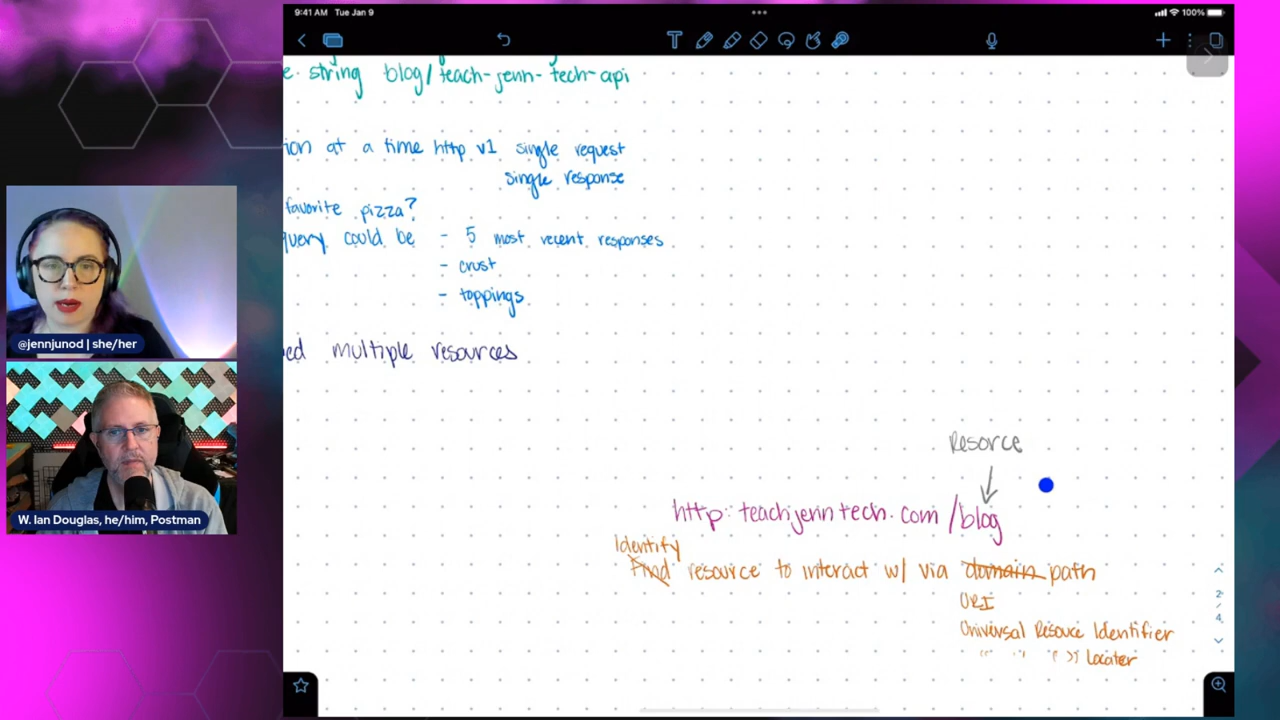 9:41 AM Tue Jan 9
100%
e string blog/teach-jenn-tech-api
ion at a time http v1 single request
single response
favorite pizza?
query could be - 5 most recent responses
- crust
- toppings
@jennjunod | she/her
ed multiple resources
Resorce
W. Ian Douglas, he/him, Postman
http: teachjenntech.com /blog
Identify
Find resource to interact w/ via domain path
URI
Universal Resouce Identifier
" " Locater
2
/
4